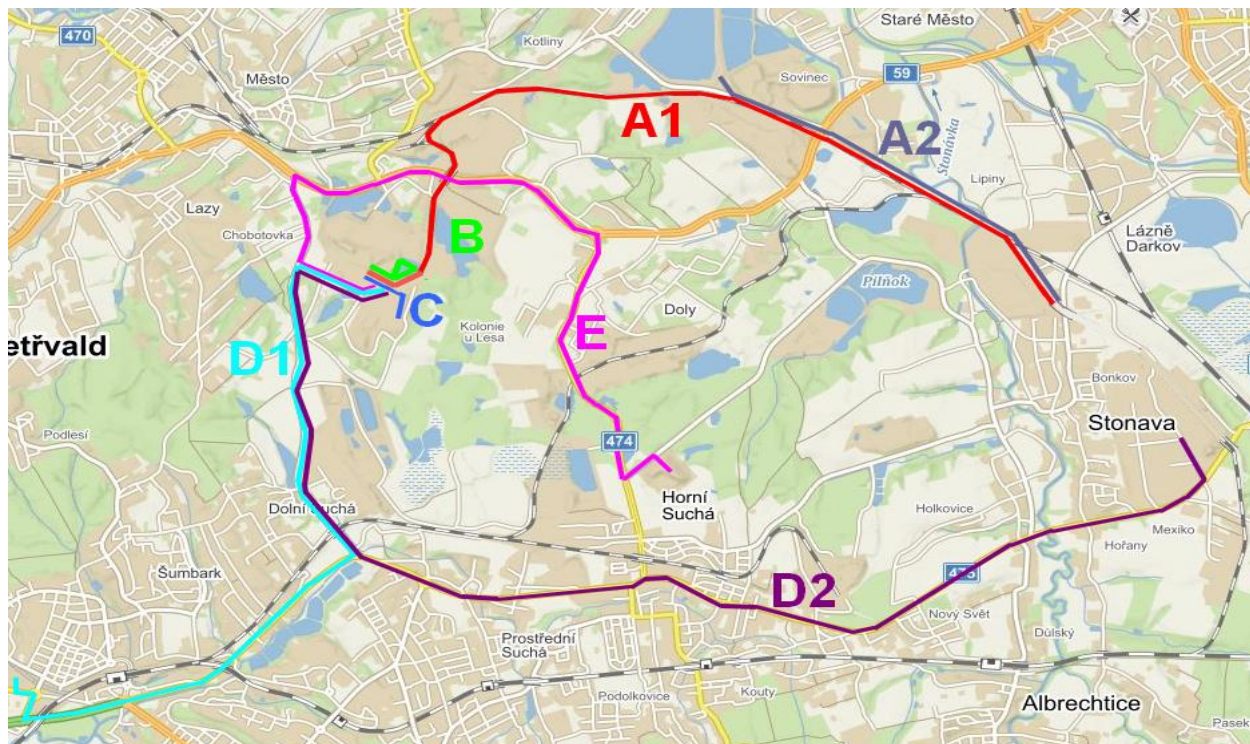 Staré Město
470
Kotliny
Město
Sovinec
59
A1
A2
Stonávka
Lipiny
Lazy
B
Chobotovka
Lázně
Darkov
Pilňok
C
Kolonie
u Lesa
Doly
E
etřvald
D1
Bonkov
Stonava
Podlesí
474
Horní
Suchá
Dolní Suchá
Holkovice
Mexiko
Hořany
Šumbark
475
D2
Nový Svět
Důlský
Prostřední
Suchá
Podolkovice
Kouty
Albrechtice
Pasek